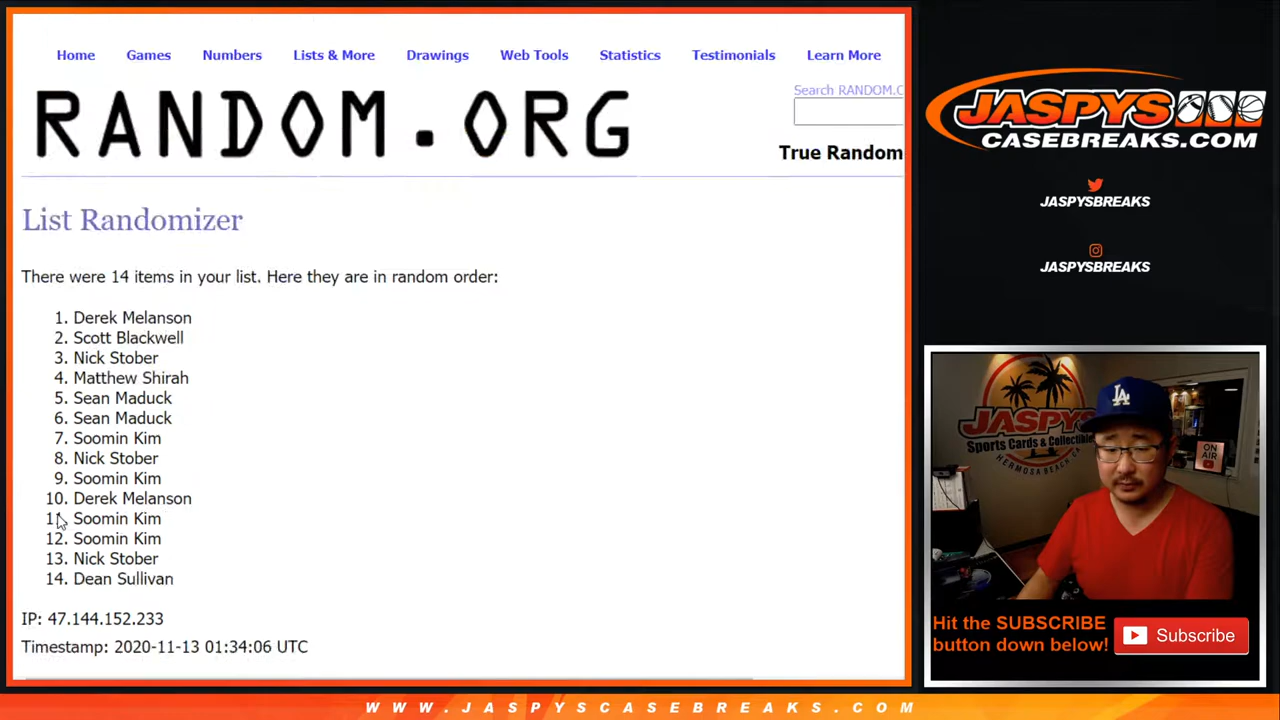 Home Games Numbers Lists & More Drawings Web Tools Statistics Testimonials Learn More
Search RANDOM.O
RANDOM.ORG
True Random
List Randomizer
There were 14 items in your list. Here they are in random order:
1. Derek Melanson
2. Scott Blackwell
3. Nick Stober
4. Matthew Shirah
5. Sean Maduck
6. Sean Maduck
7. Soomin Kim
8. Nick Stober
9. Soomin Kim
10. Derek Melanson
11. Soomin Kim
12. Soomin Kim
13. Nick Stober
14. Dean Sullivan
IP: 47.144.152.233
Timestamp: 2020-11-13 01:34:06 UTC
JASPYS
CASEBREAKS.COM
JASPYSBREAKS
JASPYSBREAKS
JASPYS
Sports Cards & Collectibles
HERMOSA BEACH CA
LA
ON AIR
Hit the SUBSCRIBE
button down below!
Subscribe
WWW.JASPYSCASEBREAKS.COM